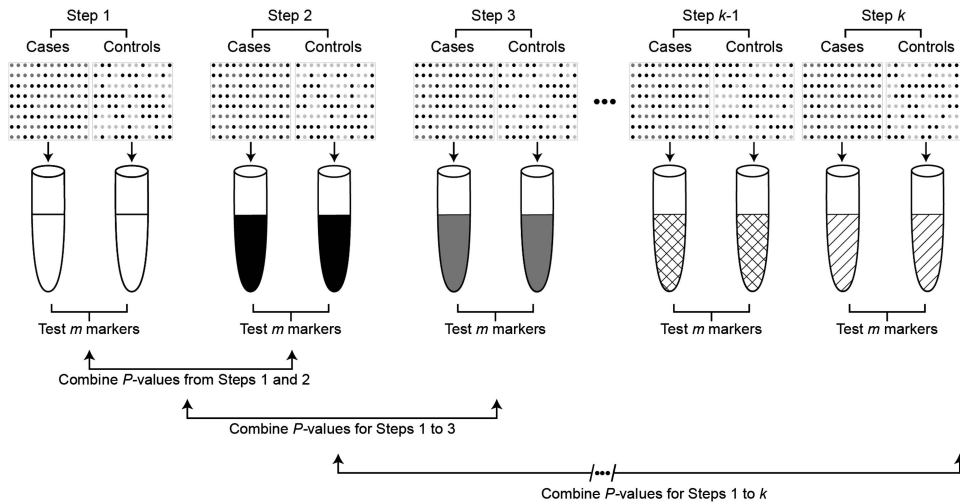 Step 1 Step 2 Step 3 Step k-1 Step k
Cases Controls Cases Controls Cases Controls Cases Controls Cases Controls
Test m markers Test m markers Test m markers Test m markers Test m markers
Combine P-values from Steps 1 and 2
Combine P-values for Steps 1 to 3
Combine P-values for Steps 1 to k